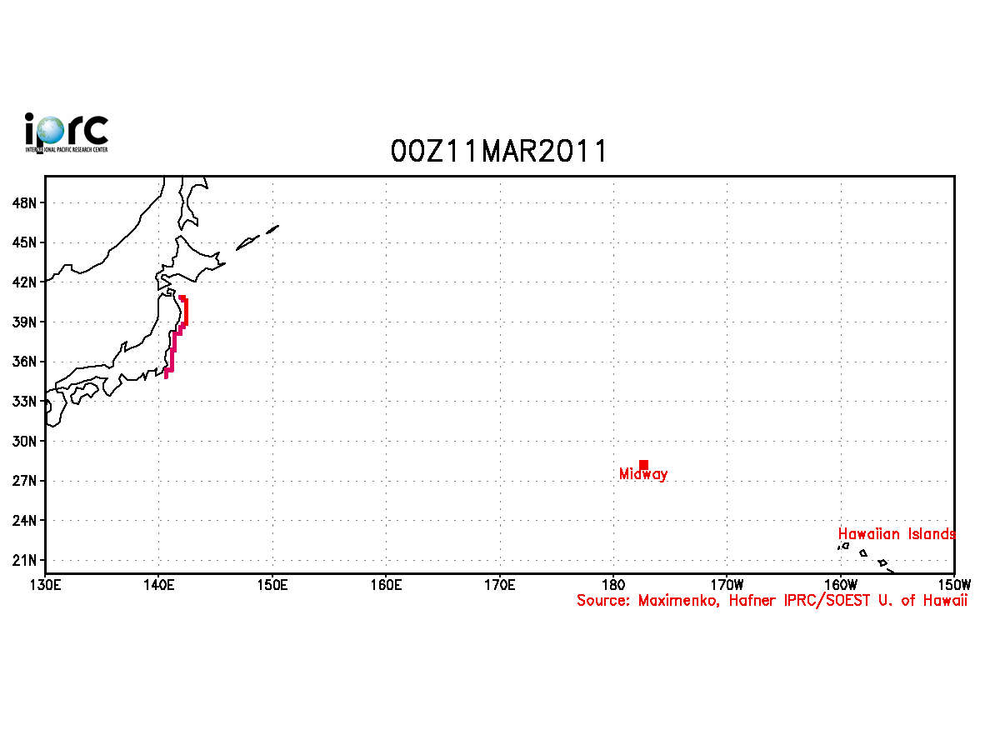 iprc
INTERNATIONAL PACIFIC RESEARCH CENTER
00Z11MAR2011
48N
45N
42N
39N
36N
33N
30N
27N
24N
21N
Midway
Hawaiian Islands
130E 140E 150E 160E 170E 180 170W 160W 150W
Source: Maximenko, Hafner IPRC/SOEST U. of Hawaii